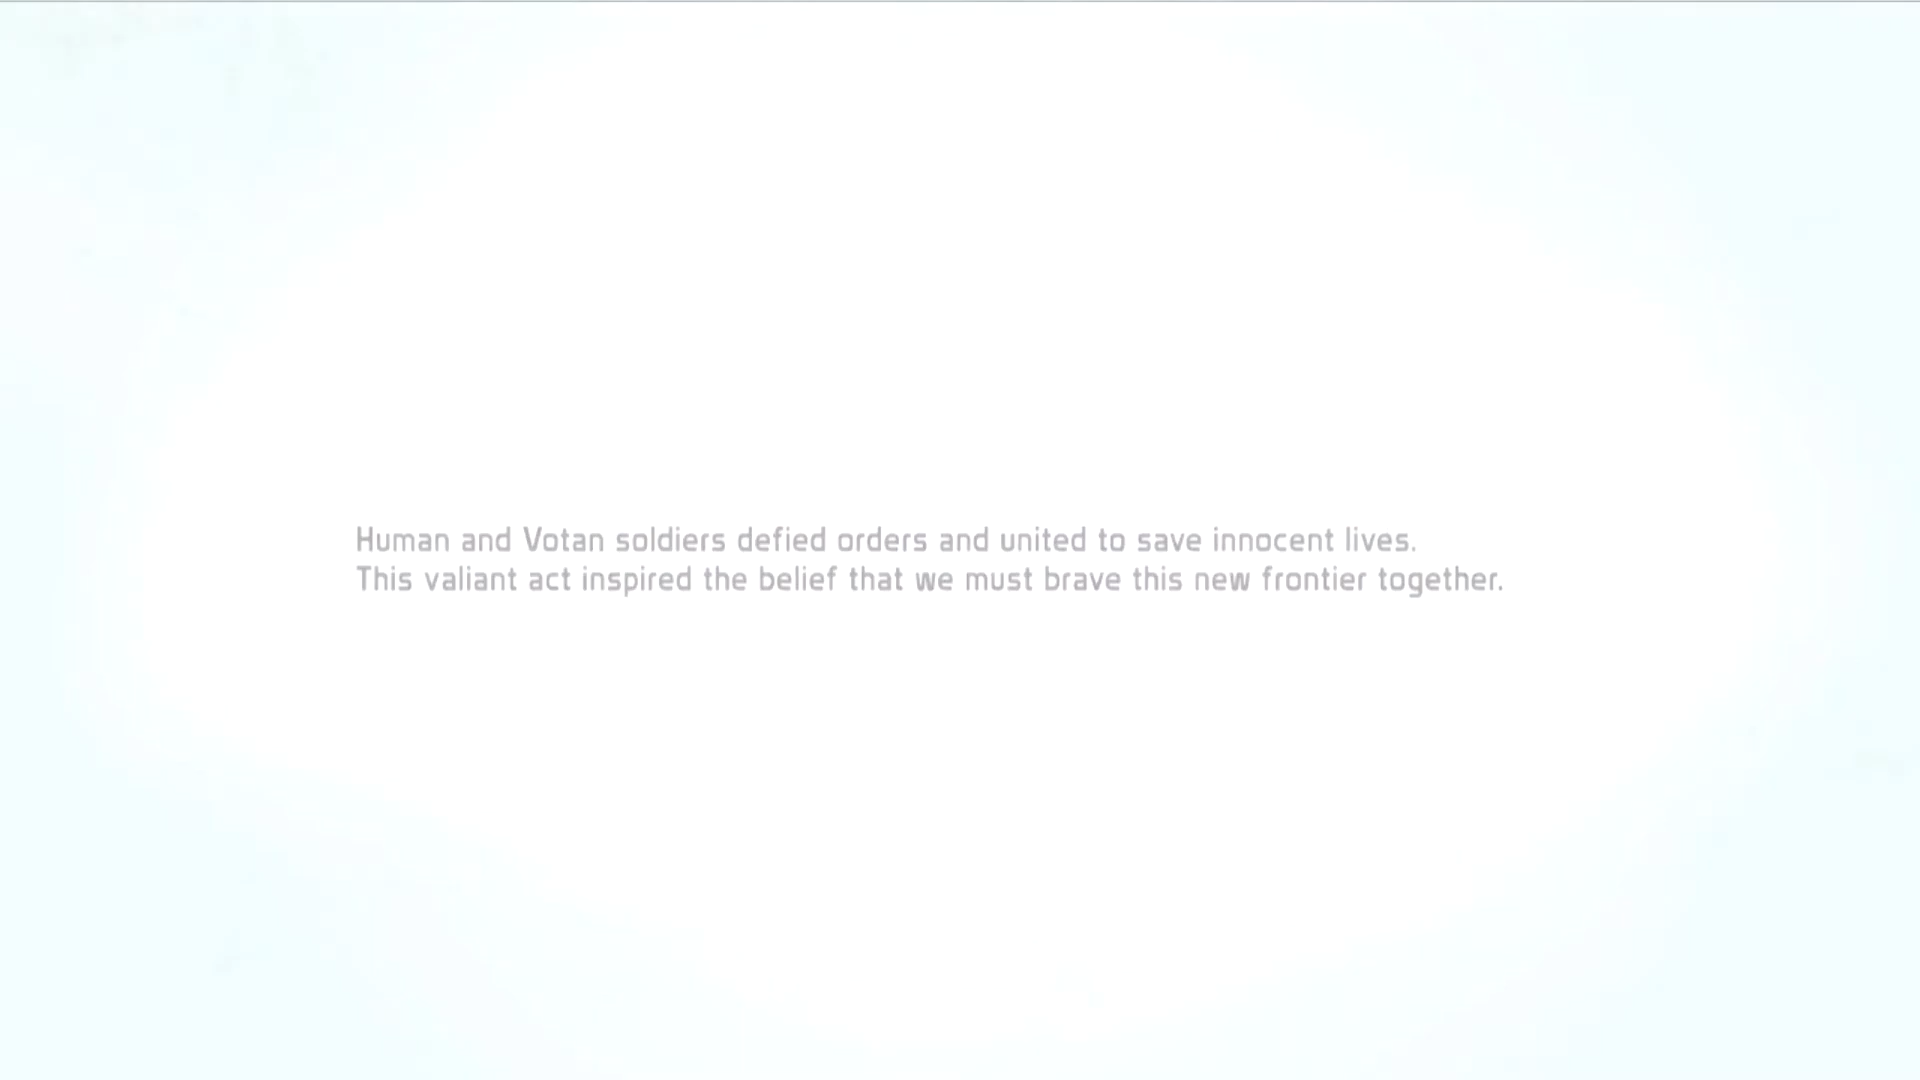 Human and Votan soldiers defied orders and united to save innocent lives.
This valiant act inspired the belief that we must brave this new frontier together.